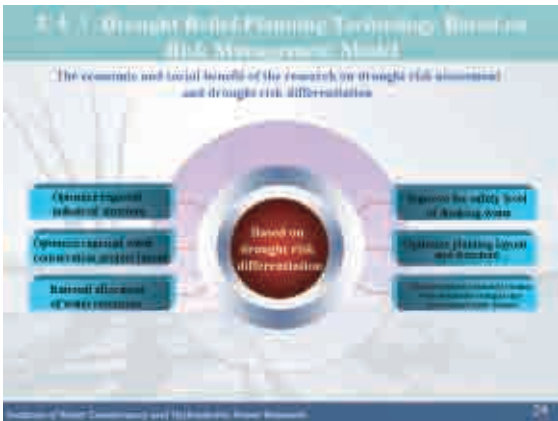 Drought Relief Planning Technology Based on
Risk Management Model
The economic and social benefit of the research on drought risk assessment
and drought risk differentiation
Optimize regional
industrial structure
Optimize regional water
conservation project layout
Rational allocation
of water resources
Based on
drought risk
differentiation
Improve the safety level
of drinking water
Optimize planting layout
and structure
Institute of Water Conservancy and Hydroelectric Power Research
24